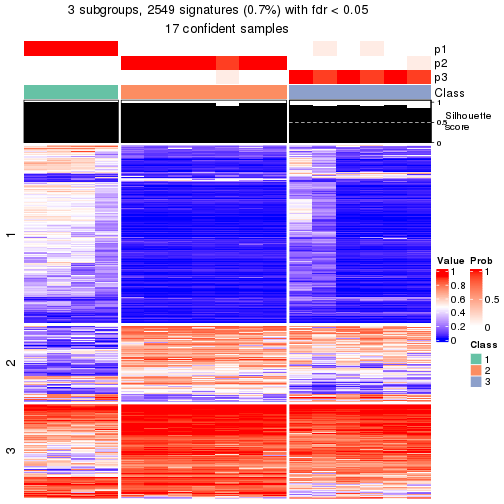 3 subgroups, 2549 signatures (0.7%) with fdr < 0.05
17 confident samples
p1
p2
p3
Class
1
0.5
0
Silhouette
score
1
2
3
Value
1
0.8
0.6
0.4
0.2
0
Prob
1
0.5
0
Class
1
2
3